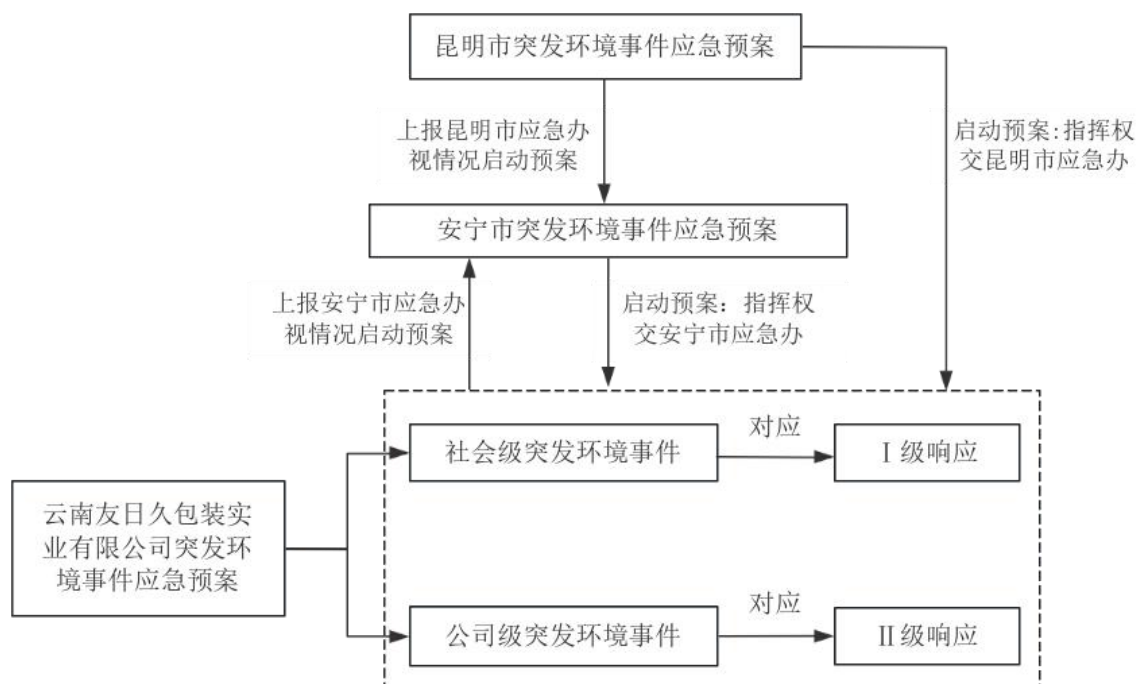 昆明市突发环境事件应急预案
上报昆明市应急办
视情况启动预案
启动预案:指挥权
交昆明市应急办
安宁市突发环境事件应急预案
上报安宁市应急办
视情况启动预案
启动预案：指挥权
交安宁市应急办
社会级突发环境事件
对应
Ⅰ级响应
云南友日久包装实
业有限公司突发环
境事件应急预案
公司级突发环境事件
对应
Ⅱ级响应